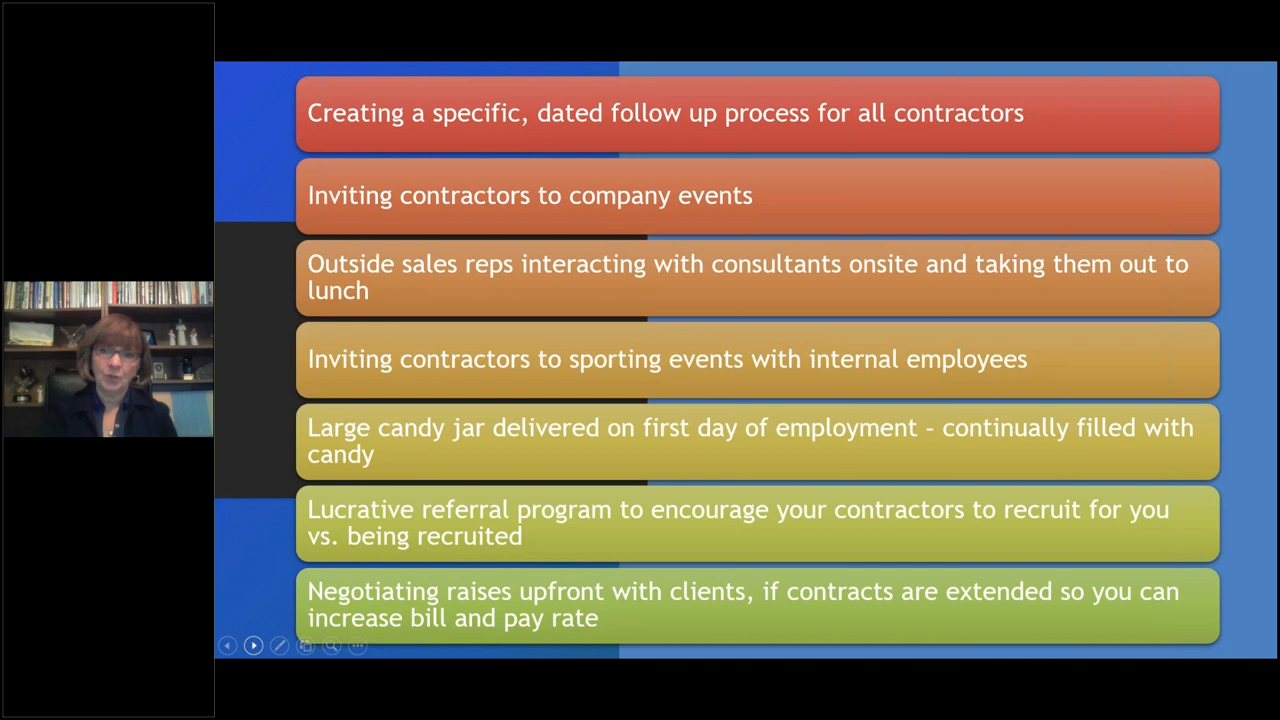 Creating a specific, dated follow up process for all contractors
Inviting contractors to company events
Outside sales reps interacting with consultants onsite and taking them out to
lunch
Inviting contractors to sporting events with internal employees
Large candy jar delivered on first day of employment – continually filled with
candy
Lucrative referral program to encourage your contractors to recruit for you
vs. being recruited
Negotiating raises upfront with clients, if contracts are extended so you can
increase bill and pay rate